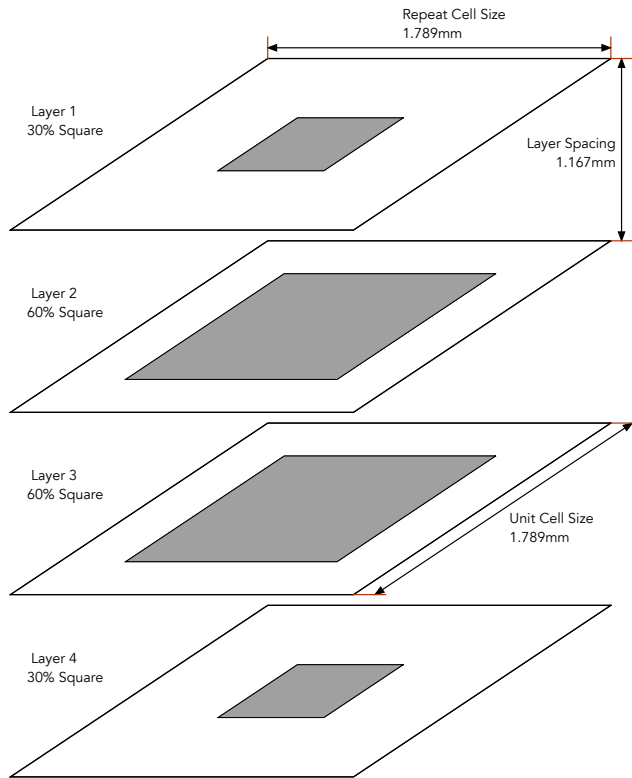 Repeat Cell Size
1.789mm
Layer 1
30% Square
Layer Spacing
1.167mm
Layer 2
60% Square
Layer 3
60% Square
Unit Cell Size
1.789mm
Layer 4
30% Square